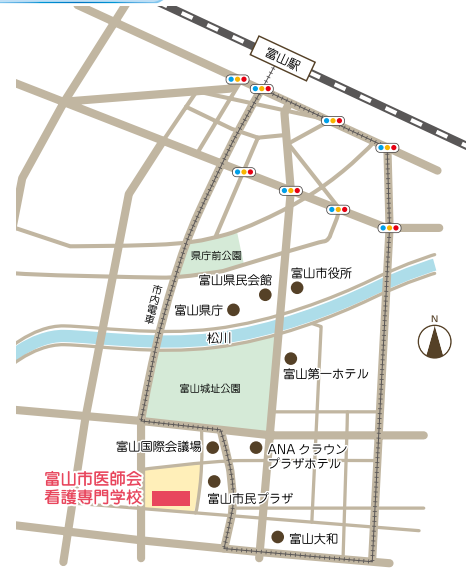 富山駅
県庁前公園
富山県民会館
富山市役所
市内電車
富山県庁
松川
N
富山第一ホテル
富山城址公園
富山国際会議場
ANA クラウン
プラザホテル
富山市医師会
看護専門学校
富山市民プラザ
富山大和